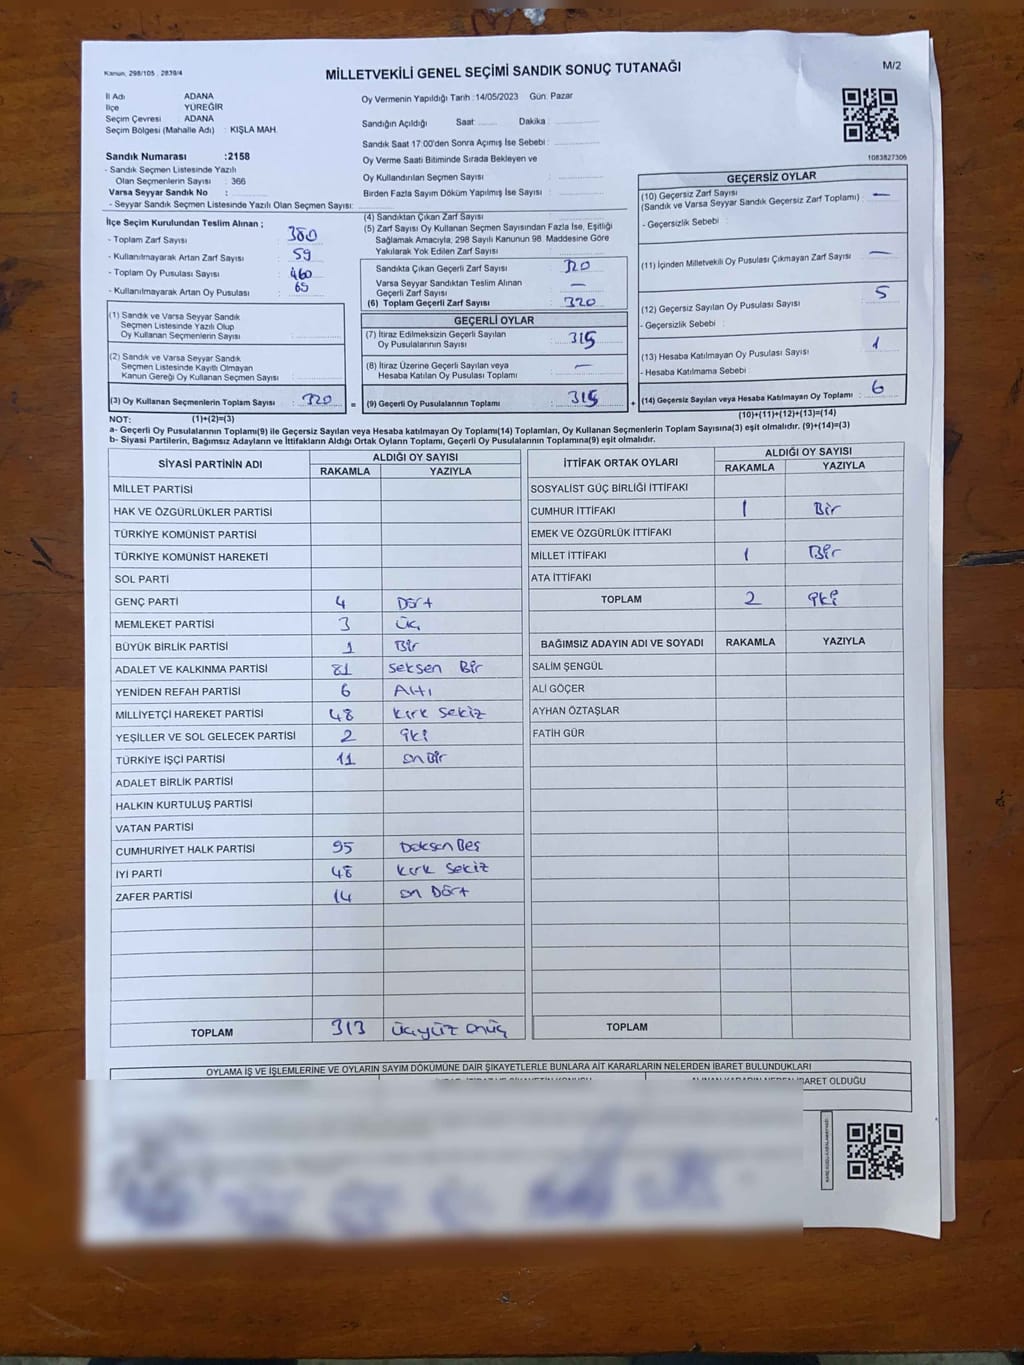 Kanun, 298/105 , 2839/4
MİLLETVEKİLİ GENEL SEÇİMİ SANDIK SONUÇ TUTANAĞI
M/2
İl Adı ADANA
İlçe YÜREĞİR
Seçim Çevresi : ADANA
Seçim Bölgesi (Mahalle Adı) : KIŞLA MAH.
Sandık Numarası :2158
- Sandık Seçmen Listesinde Yazılı
Olan Seçmenlerin Sayısı : 366
Varsa Seyyar Sandık No :
- Seyyar Sandık Seçmen Listesinde Yazılı Olan Seçmen Sayısı:
Oy Vermenin Yapıldığı Tarih :14/05/2023 Gün: Pazar
Sandığın Açıldığı Saat Dakika :
Sandık Saat 17:00'den Sonra Açımış İse Sebebi :
Oy Verme Saati Bitiminde Sırada Bekleyen ve
Oy Kullandırılan Seçmen Sayısı :
Birden Fazla Sayım Döküm Yapılmış İse Sayısı :
1083827306
İlçe Seçim Kurulundan Teslim Alınan ;
- Toplam Zarf Sayısı : 380
- Kullanılmayarak Artan Zarf Sayısı : 59
- Toplam Oy Pusulası Sayısı : 460
- Kullanılmayarak Artan Oy Pusulası : 65
(1) Sandık ve Varsa Seyyar Sandık
Seçmen Listesinde Yazılı Olup
Oy Kullanan Seçmenlerin Sayısı :
(2) Sandık ve Varsa Seyyar Sandık
Seçmen Listesinde Kayıtlı Olmayan
Kanun Gereği Oy Kullanan Seçmen Sayısı :
(3) Oy Kullanan Seçmenlerin Toplam Sayısı : 320 =
(4) Sandıktan Çıkan Zarf Sayısı :
(5) Zarf Sayısı Oy Kullanan Seçmen Sayısından Fazla İse, Eşitliği
Sağlamak Amacıyla, 298 Sayılı Kanunun 98. Maddesine Göre
Yakılarak Yok Edilen Zarf Sayısı :
Sandıkta Çıkan Geçerli Zarf Sayısı : 320
Varsa Seyyar Sandıktan Teslim Alınan
Geçerli Zarf Sayısı : —
(6) Toplam Geçerli Zarf Sayısı : 320
GEÇERLİ OYLAR
(7) İtiraz Edilmeksizin Geçerli Sayılan
Oy Pusulalarının Sayısı : 315
(8) İtiraz Üzerine Geçerli Sayılan veya
Hesaba Katılan Oy Pusulası Toplamı : —
(9) Geçerli Oy Pusulalarının Toplamı : 315 +
GEÇERSİZ OYLAR
(10) Geçersiz Zarf Sayısı
(Sandık ve Varsa Seyyar Sandık Geçersiz Zarf Toplamı) : —
- Geçersizlik Sebebi :
(11) İçinden Milletvekili Oy Pusulası Çıkmayan Zarf Sayısı : —
(12) Geçersiz Sayılan Oy Pusulası Sayısı : 5
- Geçersizlik Sebebi :
(13) Hesaba Katılmayan Oy Pusulası Sayısı : 1
- Hesaba Katılmama Sebebi :
(14) Geçersiz Sayılan veya Hesaba Katılmayan Oy Toplamı : 6
NOT: (1)+(2)=(3)
(10)+(11)+(12)+(13)=(14)
a- Geçerli Oy Pusulalarının Toplamı(9) ile Geçersiz Sayılan veya Hesaba katılmayan Oy Toplamı(14) Toplamları, Oy Kullanan Seçmenlerin Toplam Sayısına(3) eşit olmalıdır. (9)+(14)=(3)
b- Siyasi Partilerin, Bağımsız Adayların ve İttifakların Aldığı Ortak Oyların Toplamı, Geçerli Oy Pusulalarının Toplamına(9) eşit olmalıdır.
SİYASİ PARTİNİN ADI ALDIĞI OY SAYISI
RAKAMLA YAZIYLA
MİLLET PARTİSİ
HAK VE ÖZGÜRLÜKLER PARTİSİ
TÜRKİYE KOMÜNİST PARTİSİ
TÜRKİYE KOMÜNİST HAREKETİ
SOL PARTİ
GENÇ PARTİ 4 Dört
MEMLEKET PARTİSİ 3 Üç
BÜYÜK BİRLİK PARTİSİ 1 Bir
ADALET VE KALKINMA PARTİSİ 81 Seksen Bir
YENİDEN REFAH PARTİSİ 6 Altı
MİLLİYETÇİ HAREKET PARTİSİ 48 Kırk Sekiz
YEŞİLLER VE SOL GELECEK PARTİSİ 2 iki
TÜRKİYE İŞÇİ PARTİSİ 11 on Bir
ADALET BİRLİK PARTİSİ
HALKIN KURTULUŞ PARTİSİ
VATAN PARTİSİ
CUMHURİYET HALK PARTİSİ 95 Doksan Beş
İYİ PARTİ 48 Kırk Sekiz
ZAFER PARTİSİ 14 on Dört
TOPLAM 313 üçyüz onüç
İTTİFAK ORTAK OYLARI ALDIĞI OY SAYISI
RAKAMLA YAZIYLA
SOSYALİST GÜÇ BİRLİĞİ İTTİFAKI
CUMHUR İTTİFAKI 1 Bir
EMEK VE ÖZGÜRLÜK İTTİFAKI
MİLLET İTTİFAKI 1 Bir
ATA İTTİFAKI
TOPLAM 2 iki
BAĞIMSIZ ADAYIN ADI VE SOYADI RAKAMLA YAZIYLA
SALİM ŞENGÜL
ALİ GÖÇER
AYHAN ÖZTAŞLAR
FATİH GÜR
TOPLAM
OYLAMA İŞ VE İŞLEMLERİNE VE OYLARIN SAYIM DÖKÜMÜNE DAİR ŞİKAYETLERLE BUNLARA AİT KARARLARIN NELERDEN İBARET BULUNDUKLARI
İBARET OLDUĞU